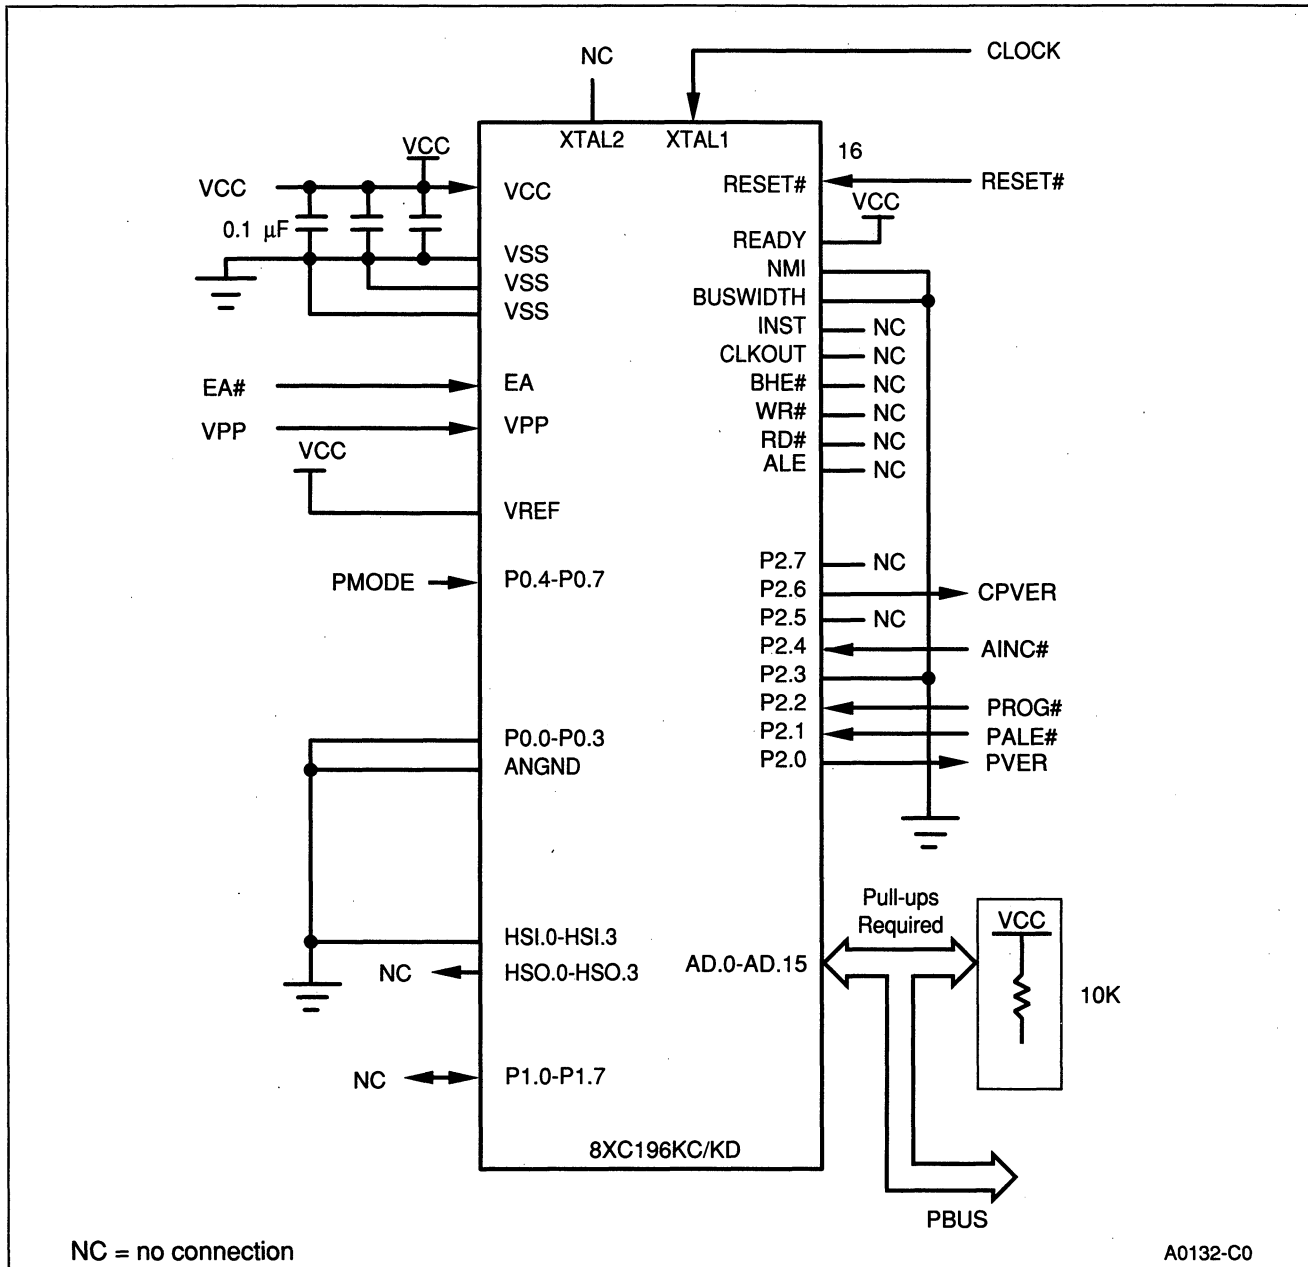 NC
CLOCK
XTAL2
XTAL1
16
VCC
VCC
VCC
RESET#
RESET#
VCC
0.1 μF
READY
VSS
NMI
VSS
BUSWIDTH
VSS
INST
NC
CLKOUT
NC
EA#
EA
BHE#
NC
VPP
VPP
WR#
NC
RD#
NC
VCC
ALE
NC
VREF
P2.7
NC
PMODE
P0.4-P0.7
P2.6
CPVER
P2.5
NC
P2.4
AINC#
P2.3
P2.2
PROG#
P0.0-P0.3
P2.1
PALE#
ANGND
P2.0
PVER
Pull-ups
Required
VCC
HSI.0-HSI.3
NC
HSO.0-HSO.3
AD.0-AD.15
10K
NC
P1.0-P1.7
8XC196KC/KD
PBUS
NC = no connection
A0132-C0